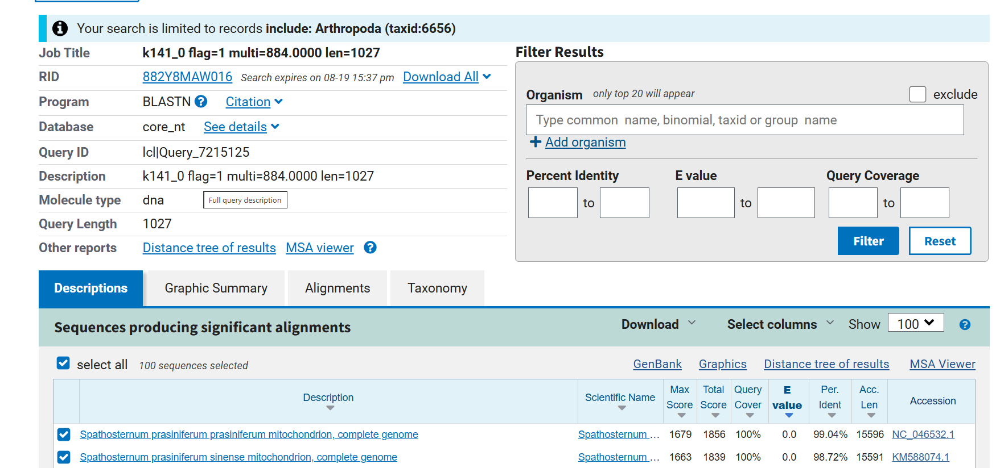 Your search is limited to records include: Arthropoda (taxid:6656)
Job Title k141_0 flag=1 multi=884.0000 len=1027
RID 882Y8MAW016 Search expires on 08-19 15:37 pm Download All
Program BLASTN Citation
Database core_nt See details
Query ID lcl|Query_7215125
Description k141_0 flag=1 multi=884.0000 len=1027
Molecule type dna Full query description
Query Length 1027
Other reports Distance tree of results MSA viewer
Filter Results
Organism only top 20 will appear exclude
Type common name, binomial, taxid or group name
Add organism
Percent Identity E value Query Coverage
to to to
Filter Reset
Descriptions Graphic Summary Alignments Taxonomy
Sequences producing significant alignments Download Select columns Show 100
select all 100 sequences selected GenBank Graphics Distance tree of results MSA Viewer
Description Scientific Name Max Score Total Score Query Cover E value Per. Ident Acc. Len Accession
Spathosternum prasiniferum prasiniferum mitochondrion, complete genome Spathosternum ... 1679 1856 100% 0.0 99.04% 15596 NC_046532.1
Spathosternum prasiniferum sinense mitochondrion, complete genome Spathosternum ... 1663 1839 100% 0.0 98.72% 15591 KM588074.1